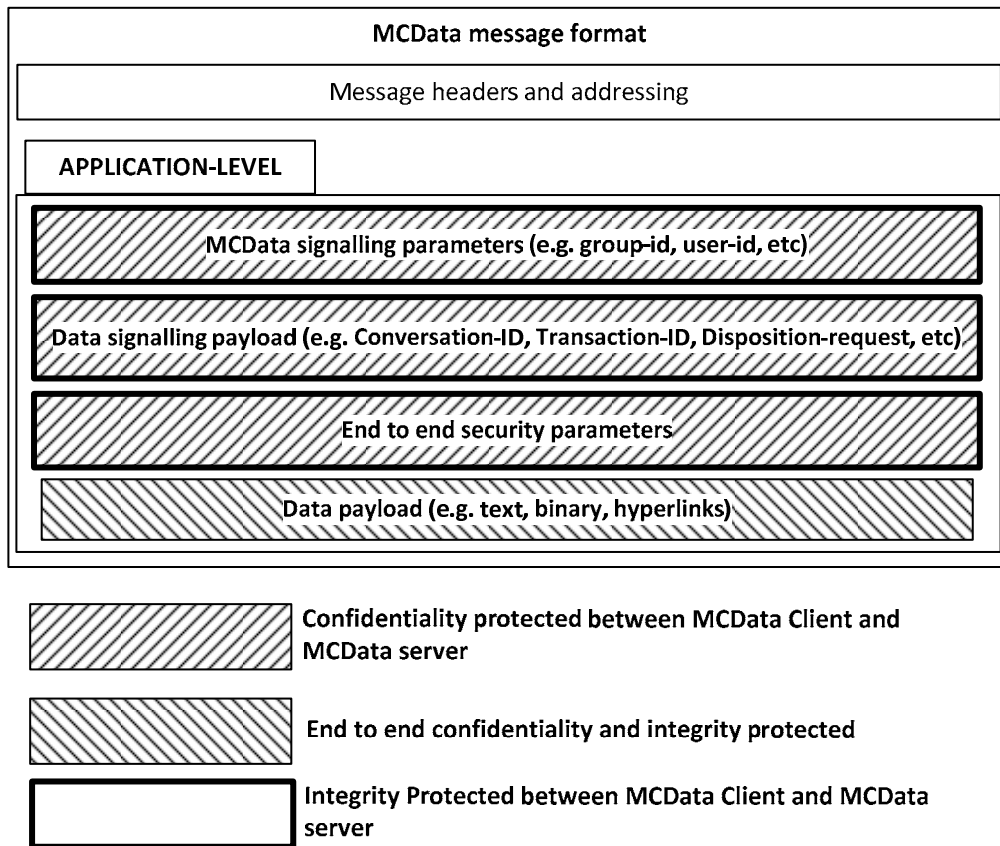 MCData message format
Message headers and addressing
APPLICATION-LEVEL
MCData signalling parameters (e.g. group-id, user-id, etc)
Data signalling payload (e.g. Conversation-ID, Transaction-ID, Disposition-request, etc)
End to end security parameters
Data payload (e.g. text, binary, hyperlinks)
Confidentiality protected between MCData Client and
MCData server
End to end confidentiality and integrity protected
Integrity Protected between MCData Client and MCData
server